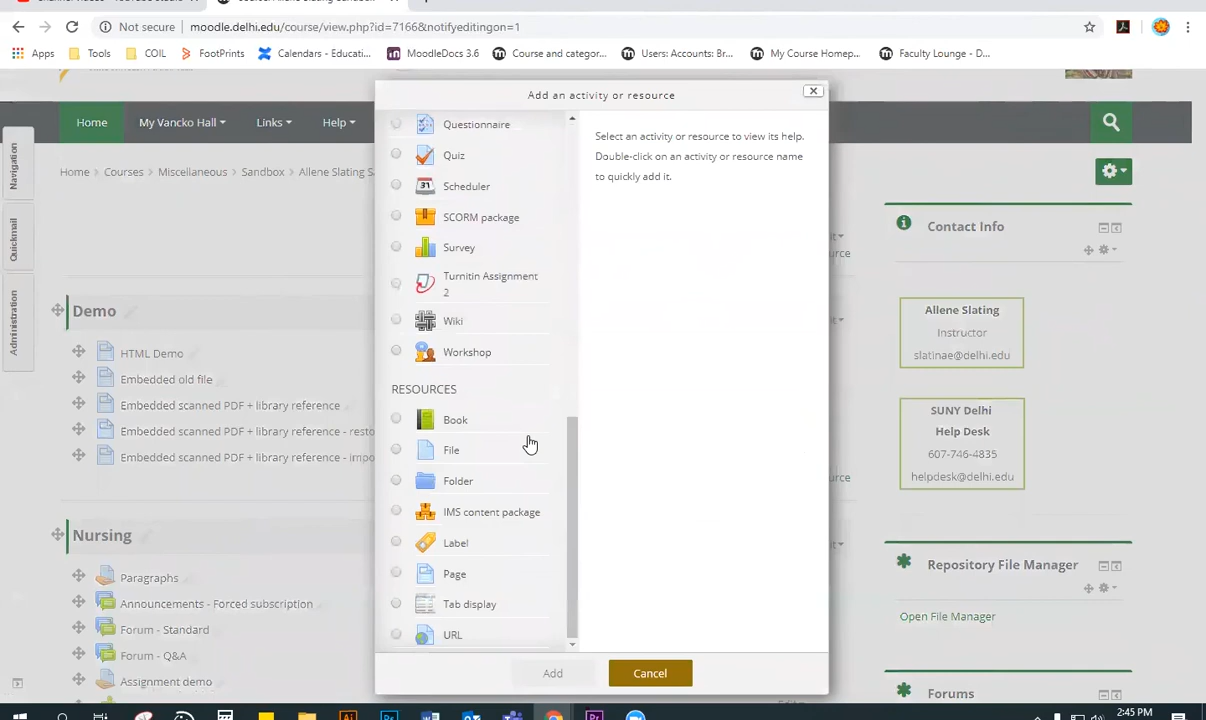 Not secure | moodle.delhi.edu/course/view.php?id=7166&notifyeditingon=1
Apps Tools COIL FootPrints Calendars - Educati... MoodleDocs 3.6 Course and categor... Users: Accounts: Br... My Course Homep... Faculty Lounge – D...
Add an activity or resource
Home My Vancko Hall Links Help
Home > Courses > Miscellaneous > Sandbox > Allene Slating S
Navigation
Quickmail
Administration
Questionnaire
Quiz
Scheduler
31
SCORM package
Survey
Turnitin Assignment
2
Wiki
Workshop
RESOURCES
Book
File
Folder
IMS content package
Label
Page
Tab display
URL
Select an activity or resource to view its help.
Double-click on an activity or resource name
to quickly add it.
Add Cancel
Demo
HTML Demo
Embedded old file
Embedded scanned PDF + library reference
Embedded scanned PDF + library reference - resto
Embedded scanned PDF + library reference - impo
Nursing
Paragraphs
Announcements - Forced subscription
Forum - Standard
Forum - Q&A
Assignment demo
Contact Info
Allene Slating
Instructor
slatinae@delhi.edu
SUNY Delhi
Help Desk
607-746-4835
helpdesk@delhi.edu
Repository File Manager
Open File Manager
Forums
2:45 PM